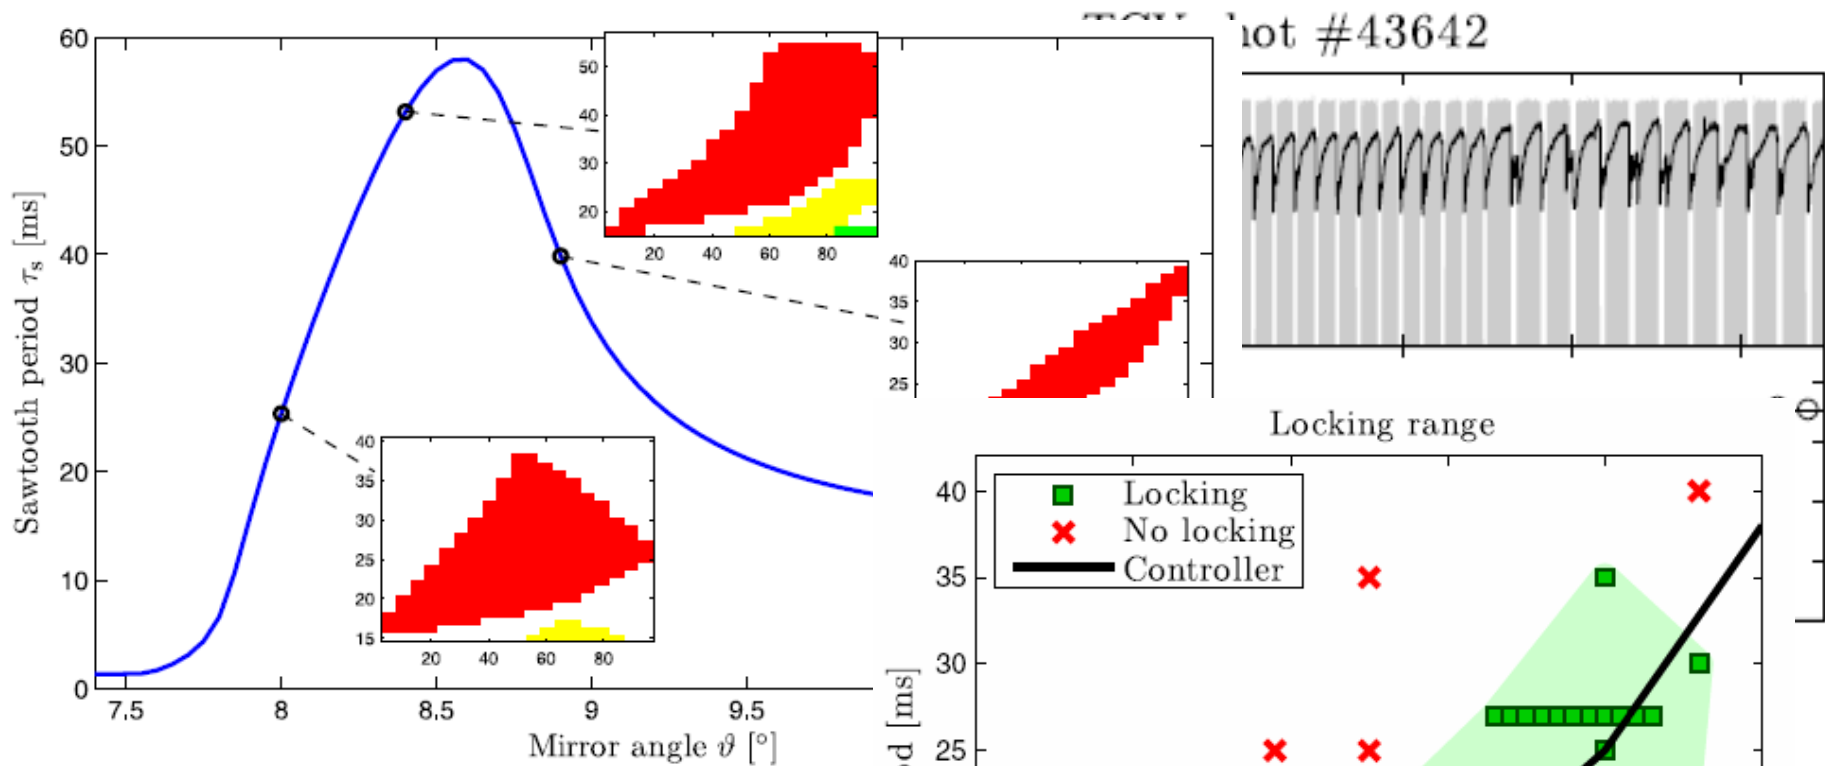 hot #43642
60
50
40
30
20
10
0
7.5 8 8.5 9 9.5
Sawtooth period τs [ms]
Mirror angle ϑ [°]
50
40
30
20
20 40 60 80
40
35
30
25
40
35
30
25
20
15
20 40 60 80
Locking range
Locking
No locking
Controller
40
35
30
25
[ms]